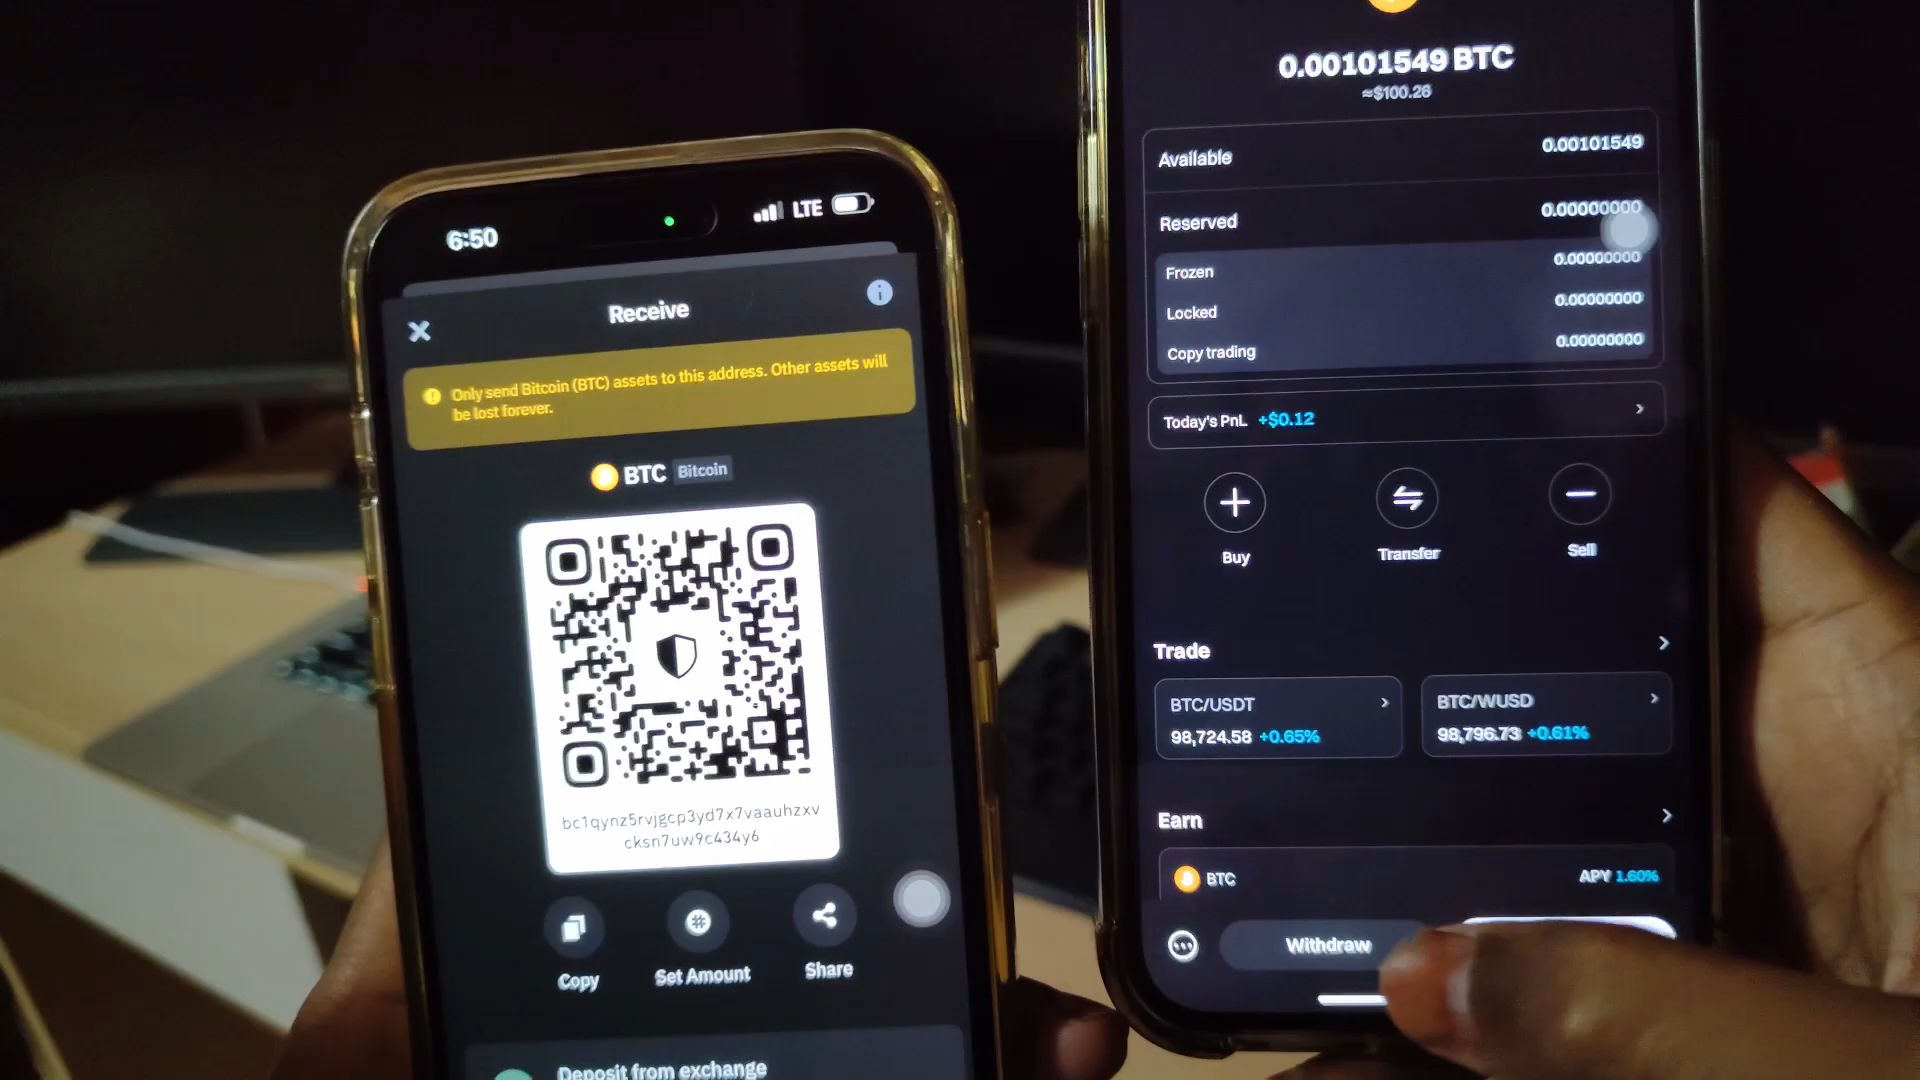 6:50
LTE
Receive
Only send Bitcoin (BTC) assets to this address. Other assets will
be lost forever.
BTC Bitcoin
bc1qynz5rvjgcp3yd7x7vaauhzxv
cksn7uw9c434y6
Copy
Set Amount
Share
Deposit from exchange
0.00101549 BTC
≈$100.26
Available 0.00101549
Reserved 0.00000000
Frozen 0.00000000
Locked 0.00000000
Copy trading 0.00000000
Today's PnL +$0.12
Buy
Transfer
Sell
Trade
BTC/USDT
98,724.58 +0.65%
BTC/WUSD
98,796.73 +0.61%
Earn
BTC APY 1.60%
Withdraw